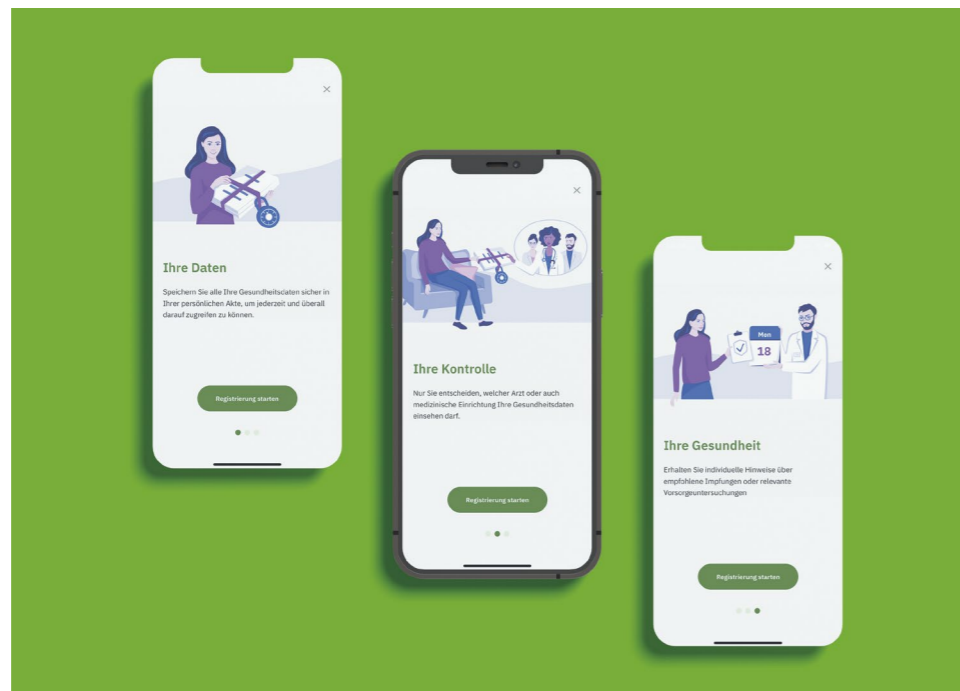 Ihre Daten
Speichern Sie alle Ihre Gesundheitsdaten sicher in
Ihrer persönlichen Akte, um jederzeit und überall
darauf zugreifen zu können.
Registrierung starten
Ihre Kontrolle
Nur Sie entscheiden, welcher Arzt oder auch
medizinische Einrichtung Ihre Gesundheitsdaten
einsehen darf.
Registrierung starten
Mon
18
Ihre Gesundheit
Erhalten Sie individuelle Hinweise über
empfohlene Impfungen oder relevante
Vorsorgeuntersuchungen
Registrierung starten